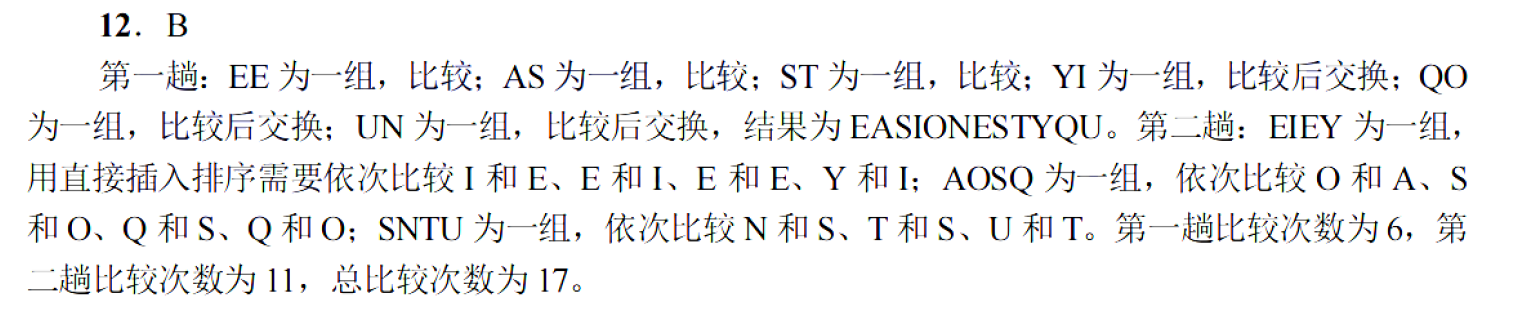 12．B
第一趟：EE 为一组，比较；AS 为一组，比较；ST 为一组，比较；YI 为一组，比较后交换；QO
为一组，比较后交换；UN 为一组，比较后交换，结果为 EASIONESTYQU。第二趟：EIEY 为一组，
用直接插入排序需要依次比较 I 和 E、E 和 I、E 和 E、Y 和 I；AOSQ 为一组，依次比较 O 和 A、S
和 O、Q 和 S、Q 和 O；SNTU 为一组，依次比较 N 和 S、T 和 S、U 和 T。第一趟比较次数为 6，第
二趟比较次数为 11，总比较次数为 17。